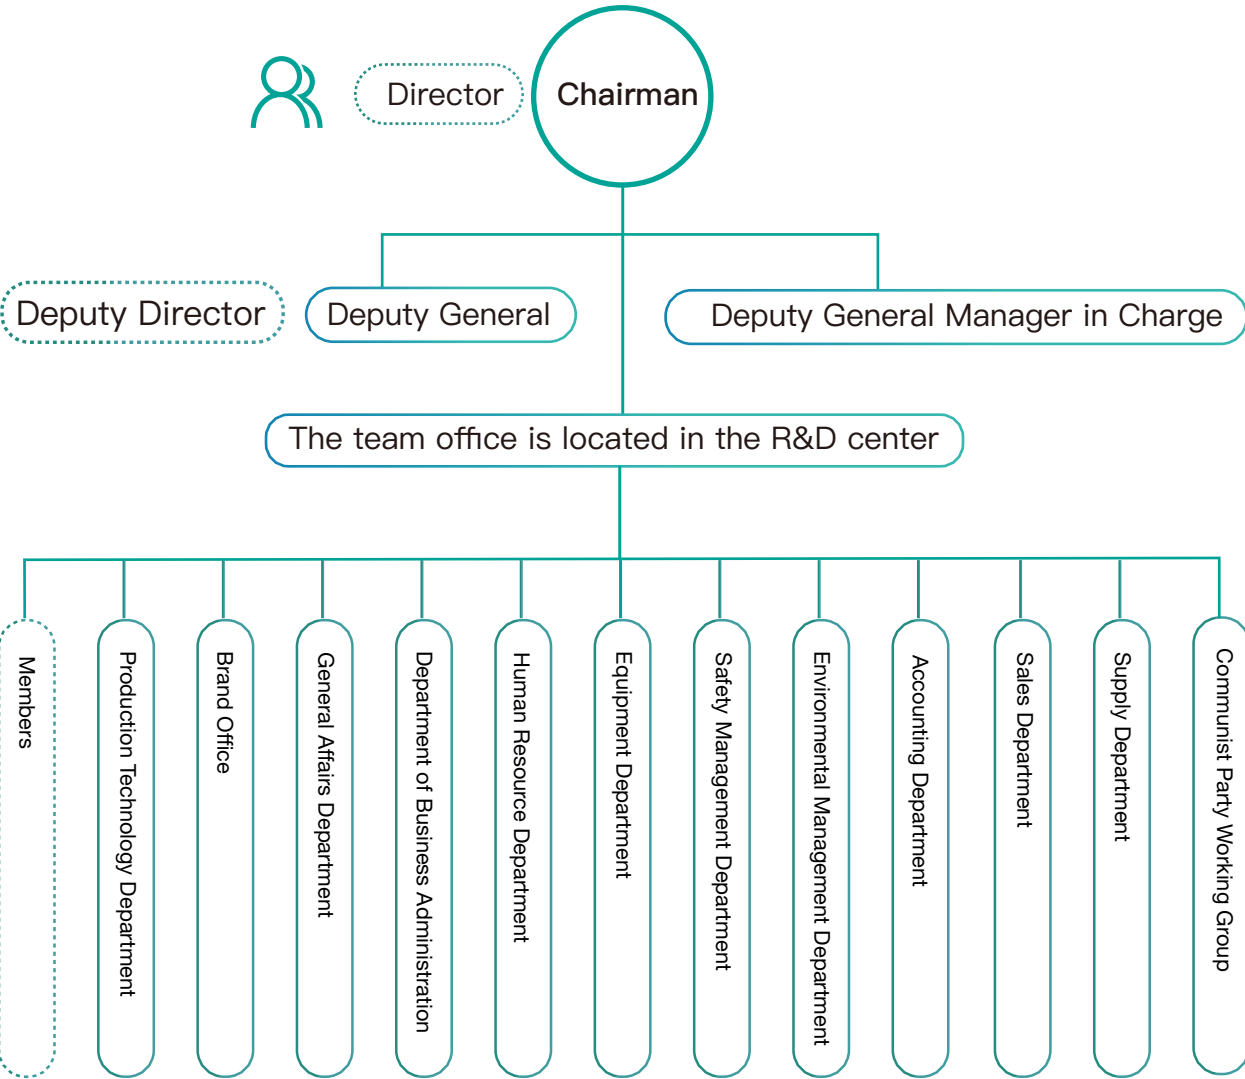 Director
Chairman
Deputy Director
Deputy General
Deputy General Manager in Charge
The team office is located in the R&D center
Members
Production Technology Department
Brand Office
General Affairs Department
Department of Business Administration
Human Resource Department
Equipment Department
Safety Management Department
Environmental Management Department
Accounting Department
Sales Department
Supply Department
Communist Party Working Group